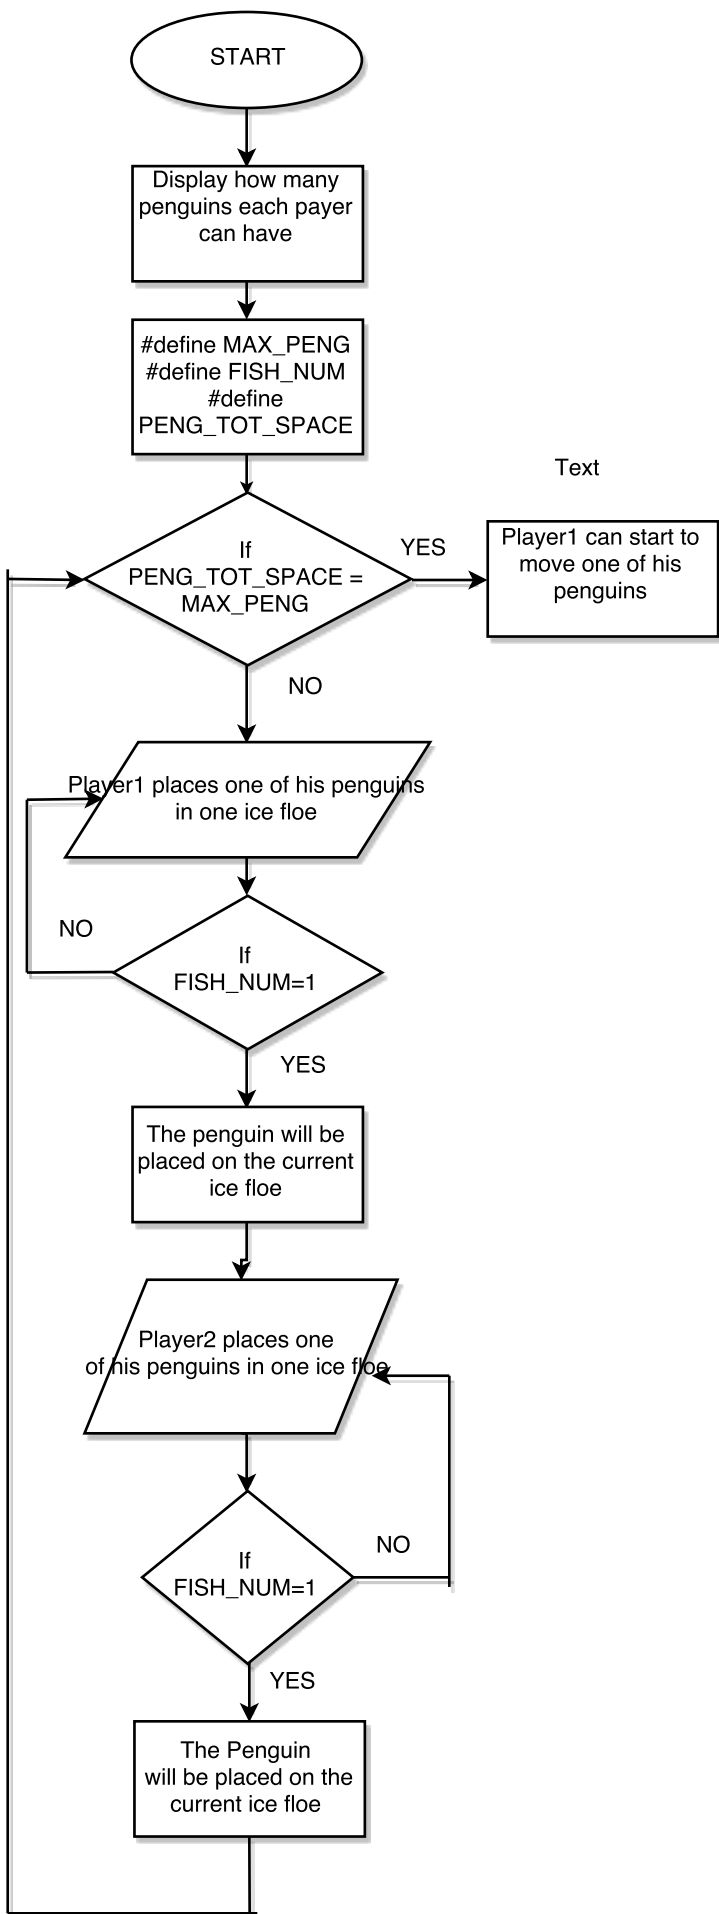 START
Display how many
penguins each payer
can have
#define MAX_PENG
#define FISH_NUM
#define
PENG_TOT_SPACE
Text
If
PENG_TOT_SPACE =
MAX_PENG
YES
Player1 can start to
move one of his
penguins
NO
Player1 places one of his penguins
in one ice floe
NO
If
FISH_NUM=1
YES
The penguin will be
placed on the current
ice floe
Player2 places one
of his penguins in one ice floe
NO
If
FISH_NUM=1
YES
The Penguin
will be placed on the
current ice floe